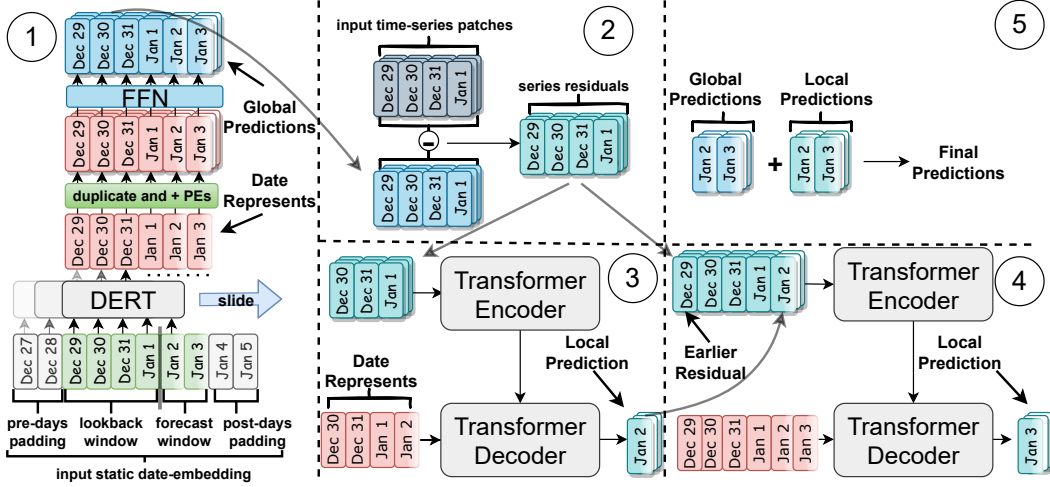 1
Dec 29
Dec 30
Dec 31
Jan 1
Jan 2
Jan 3
FFN
Global
Predictions
Dec 29
Dec 30
Dec 31
Jan 1
Jan 2
Jan 3
duplicate and + PEs
Date
Represents
Dec 29
Dec 30
Dec 31
Jan 1
Jan 2
Jan 3
DERT
slide
Dec 27
Dec 28
Dec 29
Dec 30
Dec 31
Jan 1
Jan 2
Jan 3
Jan 4
Jan 5
pre-days
padding
lookback
window
forecast
window
post-days
padding
input static date-embedding
2
input time-series patches
Dec 29
Dec 30
Dec 31
Jan 1
-
series residuals
Dec 29
Dec 30
Dec 31
Jan 1
Dec 29
Dec 30
Dec 31
Jan 1
3
Dec 30
Dec 31
Jan 1
Transformer
Encoder
Date
Represents
Local
Prediction
Dec 30
Dec 31
Jan 1
Jan 2
Transformer
Decoder
Jan 2
4
Dec 29
Dec 30
Dec 31
Jan 1
Jan 2
Transformer
Encoder
Earlier
Residual
Local
Prediction
Dec 29
Dec 30
Dec 31
Jan 1
Jan 2
Jan 3
Transformer
Decoder
Jan 3
5
Global
Predictions
Local
Predictions
Jan 2
Jan 3
+
Jan 2
Jan 3
Final
Predictions